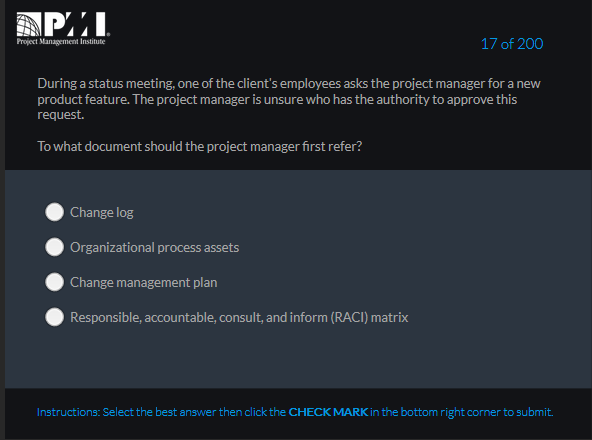 PMI
Project Management Institute
17 of 200
During a status meeting, one of the client's employees asks the project manager for a new
product feature. The project manager is unsure who has the authority to approve this
request.
To what document should the project manager first refer?
Change log
Organizational process assets
Change management plan
Responsible, accountable, consult, and inform (RACI) matrix
Instructions: Select the best answer then click the CHECK MARK in the bottom right corner to submit.